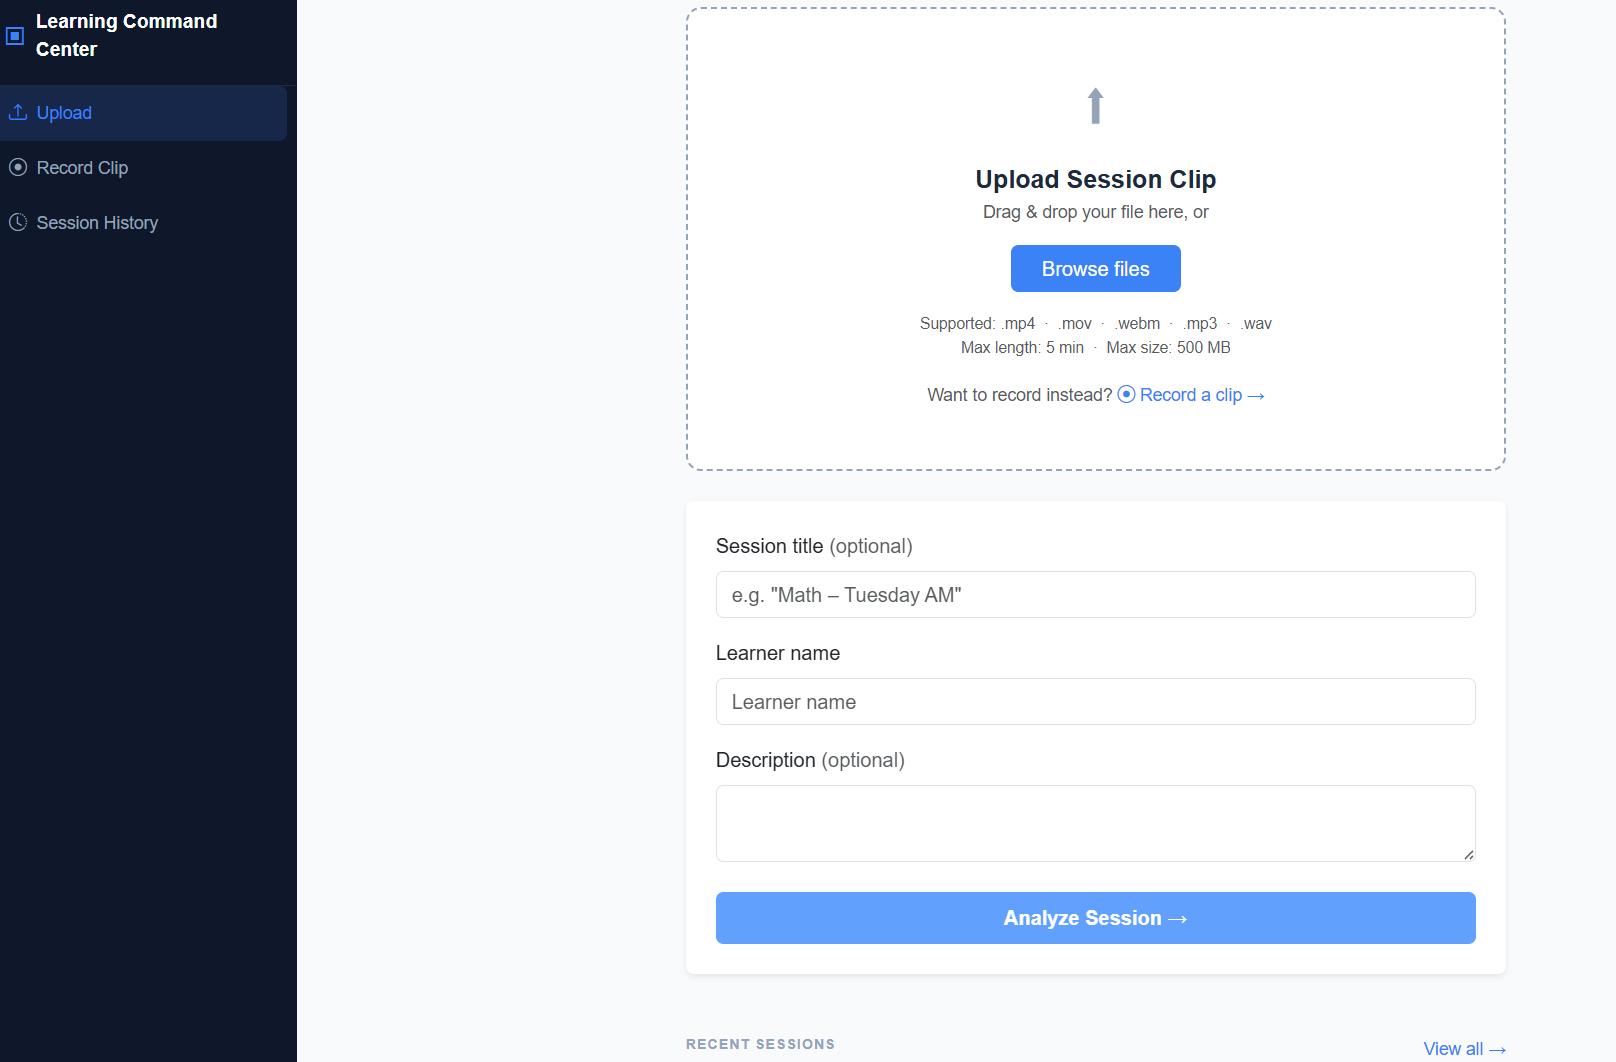 Learning Command
Center
Upload
Record Clip
Session History
Upload Session Clip
Drag & drop your file here, or
Browse files
Supported: .mp4 · .mov · .webm · .mp3 · .wav
Max length: 5 min · Max size: 500 MB
Want to record instead? Record a clip →
Session title (optional)
e.g. "Math – Tuesday AM"
Learner name
Learner name
Description (optional)
Analyze Session →
RECENT SESSIONS
View all →